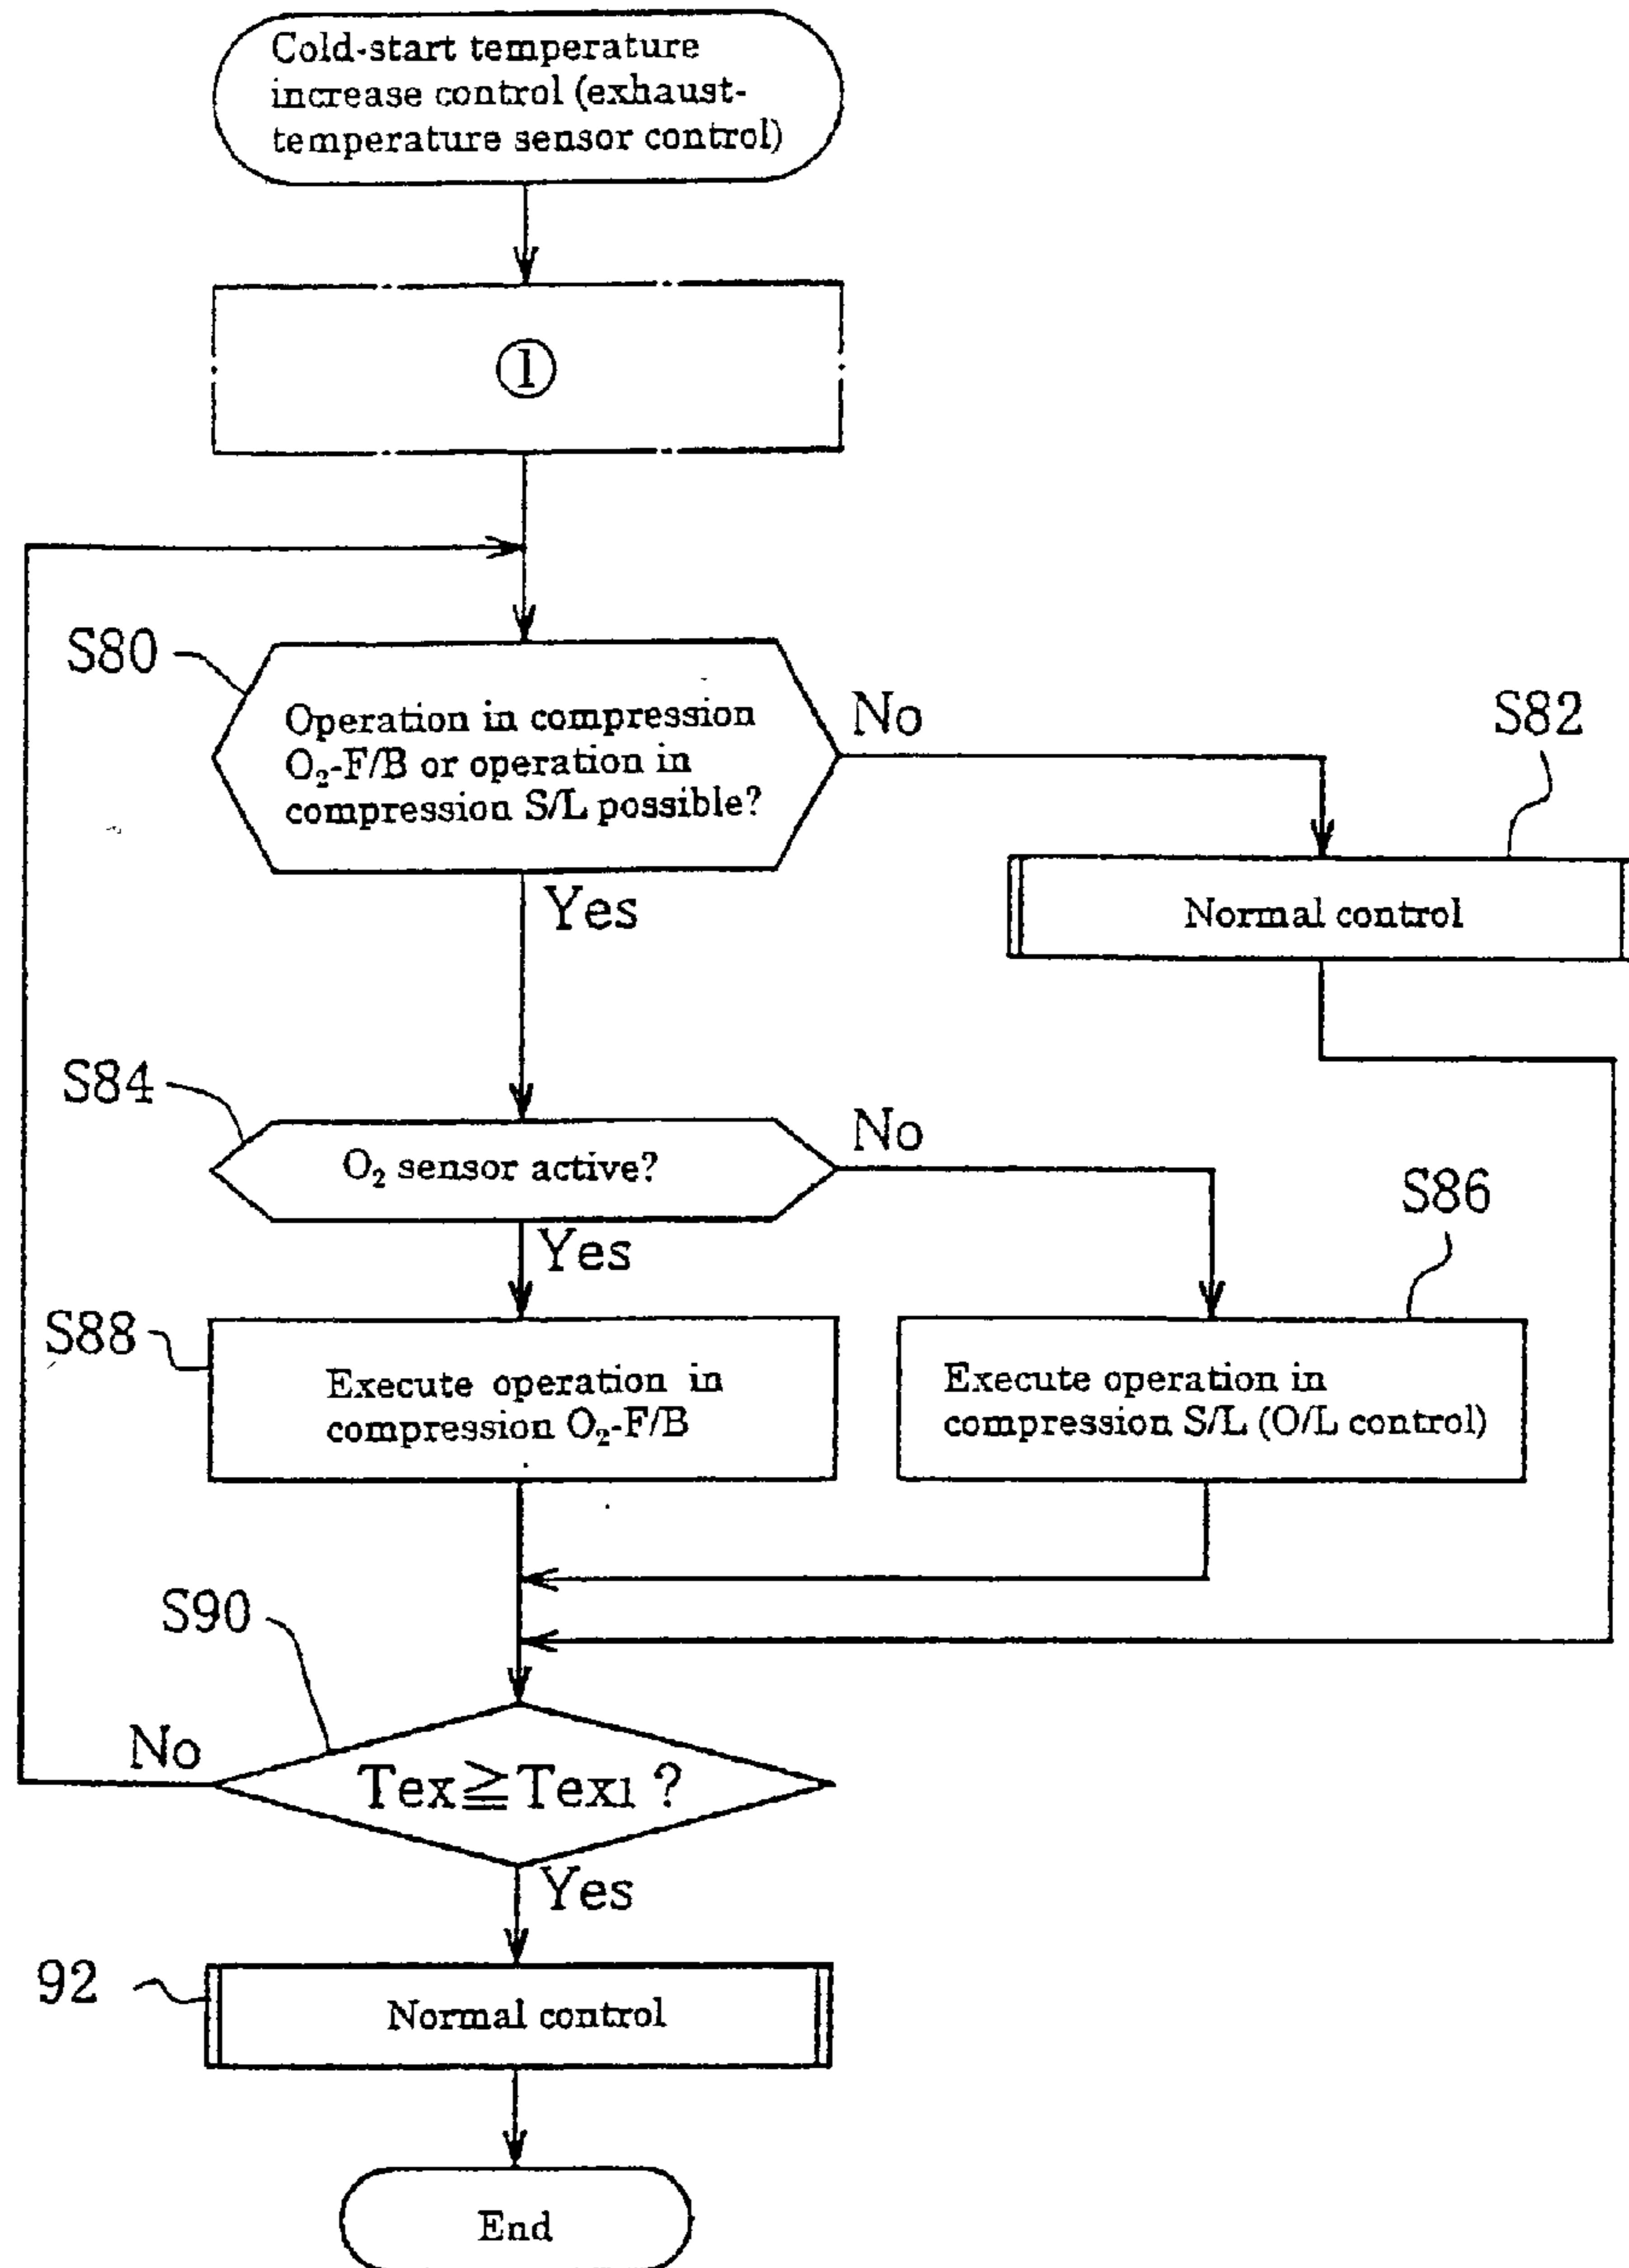 Cold-start temperature
increase control (exhaust-
temperature sensor control)
①
S80
Operation in compression
O₂-F/B or operation in
compression S/L possible?
No
S82
Yes
Normal control
S84
O₂ sensor active?
No
S86
Yes
S88
Execute operation in
compression O₂-F/B
Execute operation in
compression S/L (O/L control)
S90
No
Tex≧Tex1 ?
Yes
92
Normal control
End